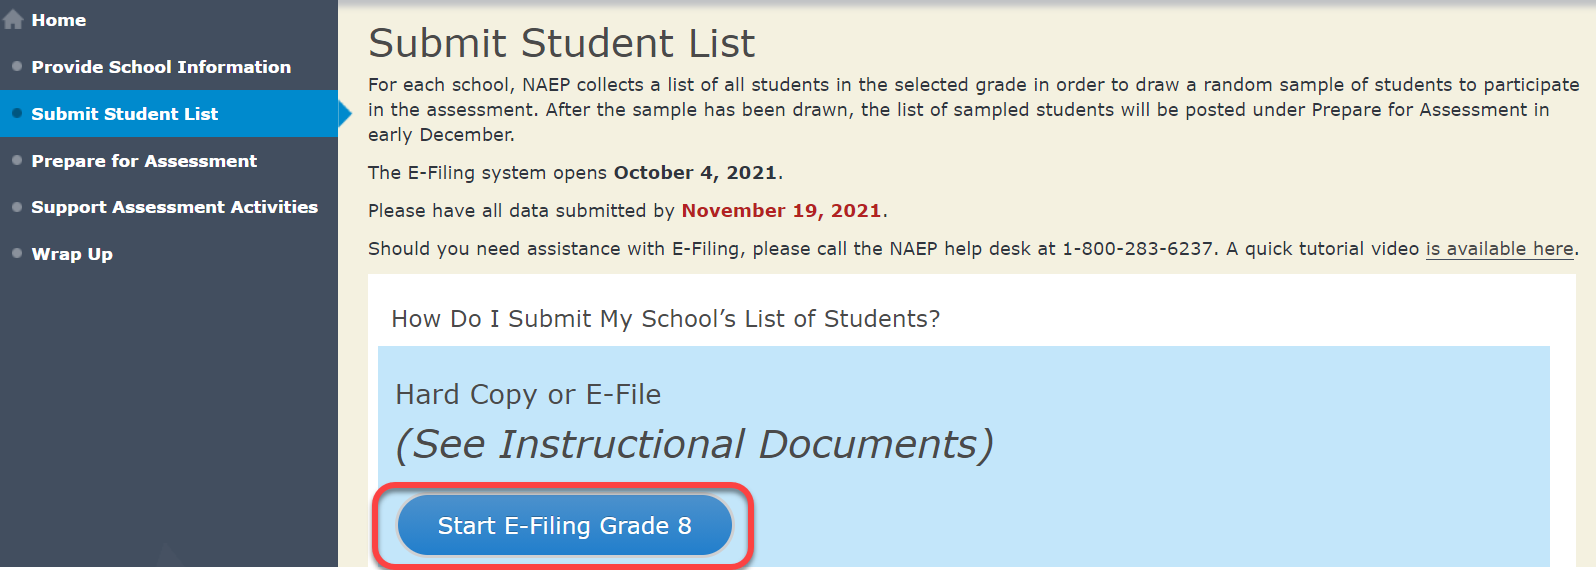 Home
Provide School Information
Submit Student List
Prepare for Assessment
Support Assessment Activities
Wrap Up
Submit Student List
For each school, NAEP collects a list of all students in the selected grade in order to draw a random sample of students to participate
in the assessment. After the sample has been drawn, the list of sampled students will be posted under Prepare for Assessment in
early December.
The E-Filing system opens October 4, 2021.
Please have all data submitted by November 19, 2021.
Should you need assistance with E-Filing, please call the NAEP help desk at 1-800-283-6237. A quick tutorial video is available here.
How Do I Submit My School’s List of Students?
Hard Copy or E-File
(See Instructional Documents)
Start E-Filing Grade 8